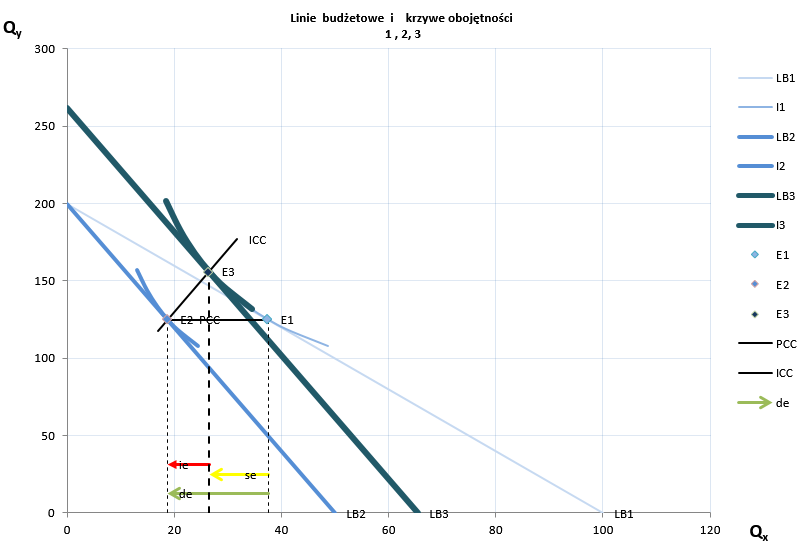 Linie budżetowe i krzywe obojętności
1 , 2, 3
Qy
300
250
200
150
100
50
0
0
20
40
60
80
100
120
Qx
ICC
E3
E2
PCC
E1
ie
se
de
LB2
LB3
LB1
LB1
I1
LB2
I2
LB3
I3
E1
E2
E3
PCC
ICC
de